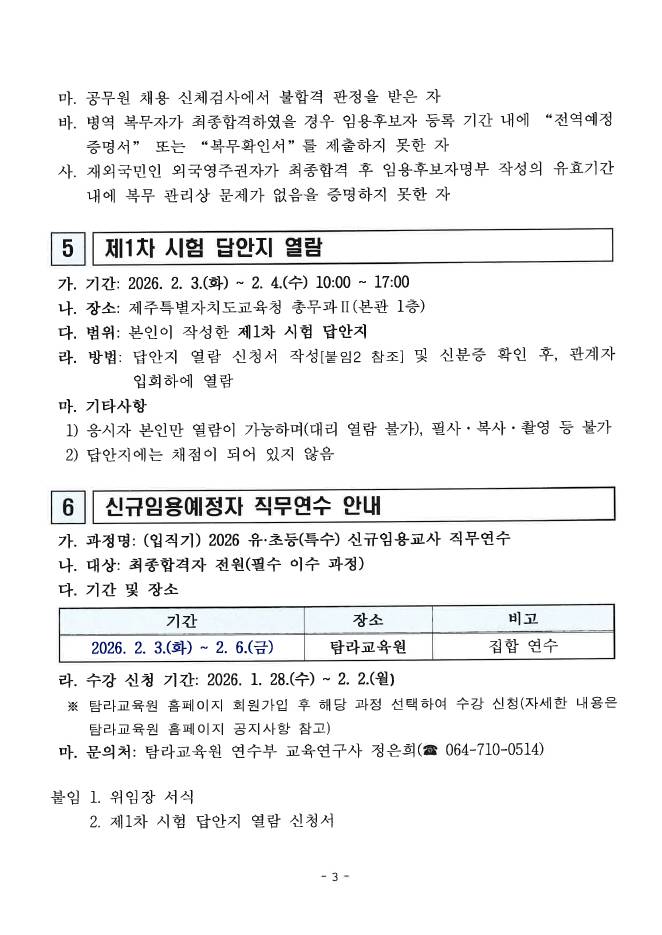 마. 공무원 채용 신체검사에서 불합격 판정을 받은 자
바. 병역 복무자가 최종합격하였을 경우 임용후보자 등록 기간 내에 “전역예정
증명서” 또는 “복무확인서”를 제출하지 못한 자
사. 재외국민인 외국영주권자가 최종합격 후 임용후보자명부 작성의 유효기간
내에 복무 관리상 문제가 없음을 증명하지 못한 자
5 제1차 시험 답안지 열람
가. 기간: 2026. 2. 3.(화) ~ 2. 4.(수) 10:00 ~ 17:00
나. 장소: 제주특별자치도교육청 총무과Ⅱ(본관 1층)
다. 범위: 본인이 작성한 제1차 시험 답안지
라. 방법: 답안지 열람 신청서 작성[붙임2 참조] 및 신분증 확인 후, 관계자
입회하에 열람
마. 기타사항
1) 응시자 본인만 열람이 가능하며(대리 열람 불가), 필사·복사·촬영 등 불가
2) 답안지에는 채점이 되어 있지 않음
6 신규임용예정자 직무연수 안내
가. 과정명: (입직기) 2026 유·초등(특수) 신규임용교사 직무연수
나. 대상: 최종합격자 전원(필수 이수 과정)
다. 기간 및 장소
기간 장소 비고
2026. 2. 3.(화) ~ 2. 6.(금) 탐라교육원 집합 연수
라. 수강 신청 기간: 2026. 1. 28.(수) ~ 2. 2.(월)
※ 탐라교육원 홈페이지 회원가입 후 해당 과정 선택하여 수강 신청(자세한 내용은
탐라교육원 홈페이지 공지사항 참고)
마. 문의처: 탐라교육원 연수부 교육연구사 정은희(☎ 064-710-0514)
붙임 1. 위임장 서식
2. 제1차 시험 답안지 열람 신청서
- 3 -